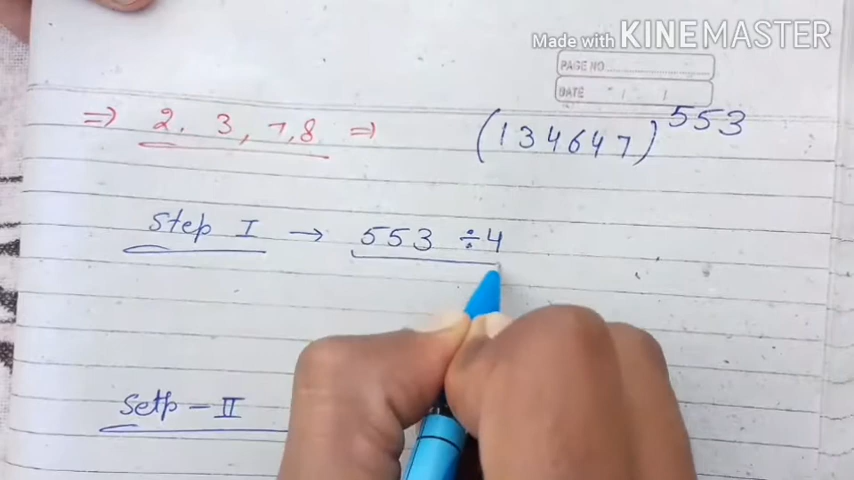 Made with KINEMASTER
PAGE NO.
DATE / /
⇒ 2, 3, 7, 8 ⇒ (134647)^553
Step I → 553 ÷ 4
Setp - II